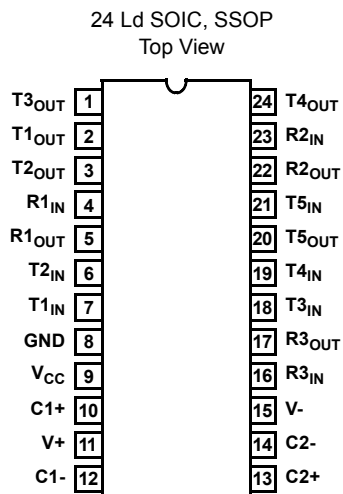 24 Ld SOIC, SSOP
Top View
T3OUT 1 24 T4OUT
T1OUT 2 23 R2IN
T2OUT 3 22 R2OUT
R1IN 4 21 T5IN
R1OUT 5 20 T5OUT
T2IN 6 19 T4IN
T1IN 7 18 T3IN
GND 8 17 R3OUT
VCC 9 16 R3IN
C1+ 10 15 V-
V+ 11 14 C2-
C1- 12 13 C2+